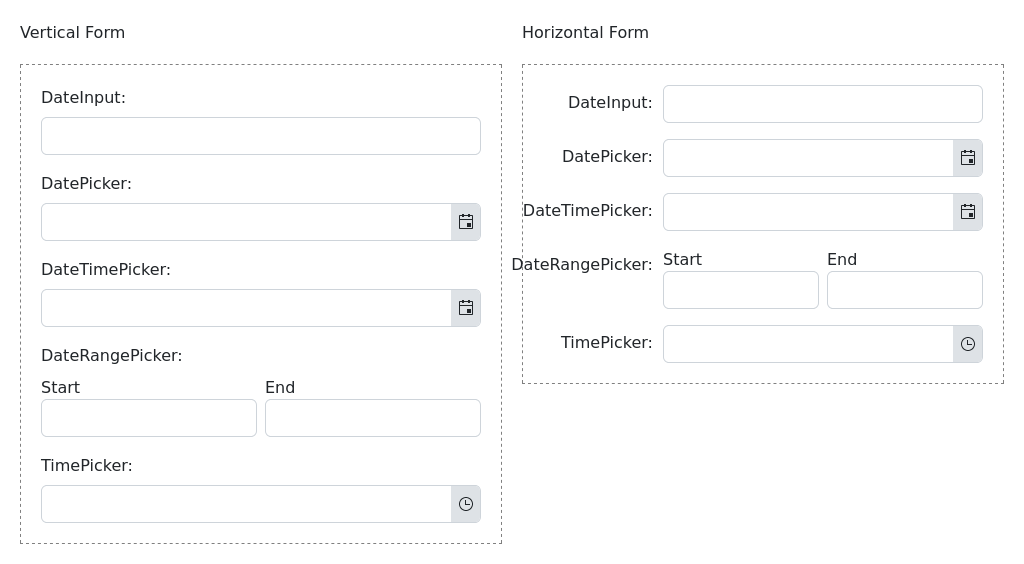 Vertical Form
DateInput:
DatePicker:
DateTimePicker:
DateRangePicker:
Start End
TimePicker:
Horizontal Form
DateInput:
DatePicker:
DateTimePicker:
DateRangePicker: Start End
TimePicker: